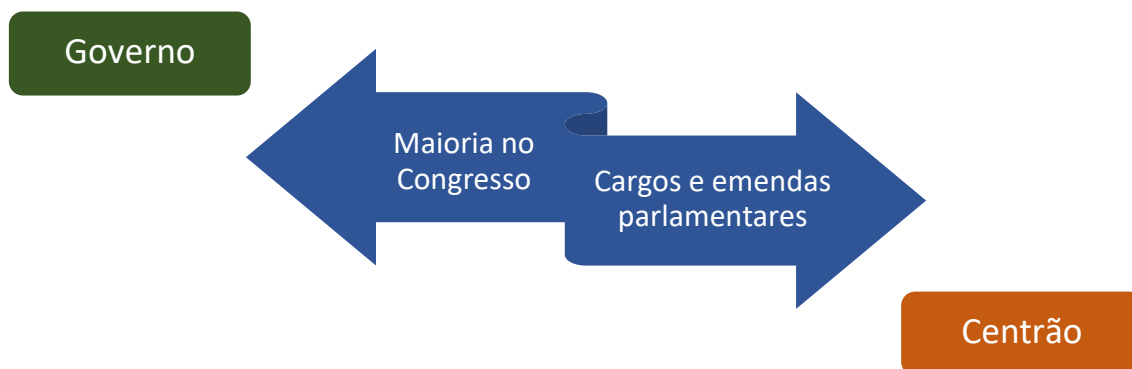 Governo
Maioria no
Congresso
Cargos e emendas
parlamentares
Centrão